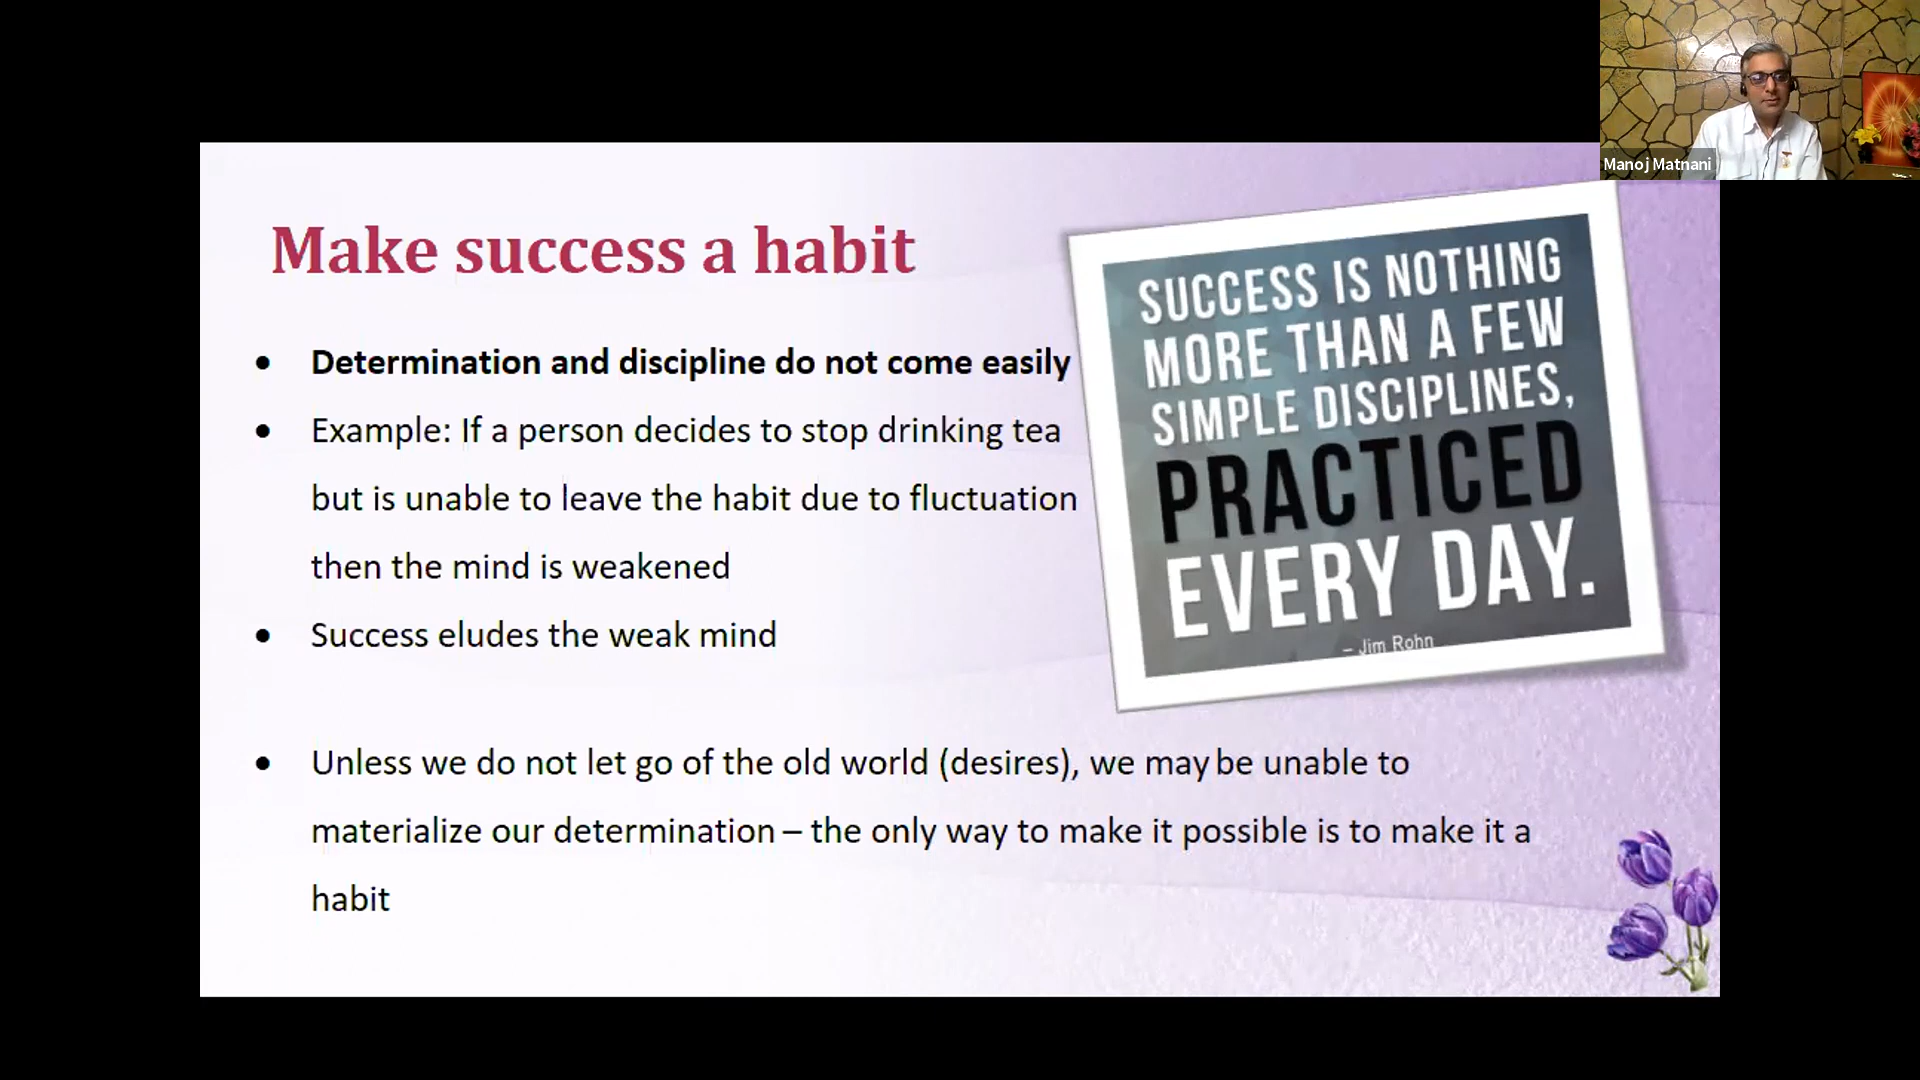 Manoj Matnani
Make success a habit
• Determination and discipline do not come easily
• Example: If a person decides to stop drinking tea
but is unable to leave the habit due to fluctuation
then the mind is weakened
• Success eludes the weak mind
• Unless we do not let go of the old world (desires), we may be unable to
materialize our determination – the only way to make it possible is to make it a
habit
SUCCESS IS NOTHING
MORE THAN A FEW
SIMPLE DISCIPLINES,
PRACTICED
EVERY DAY.
– Jim Rohn